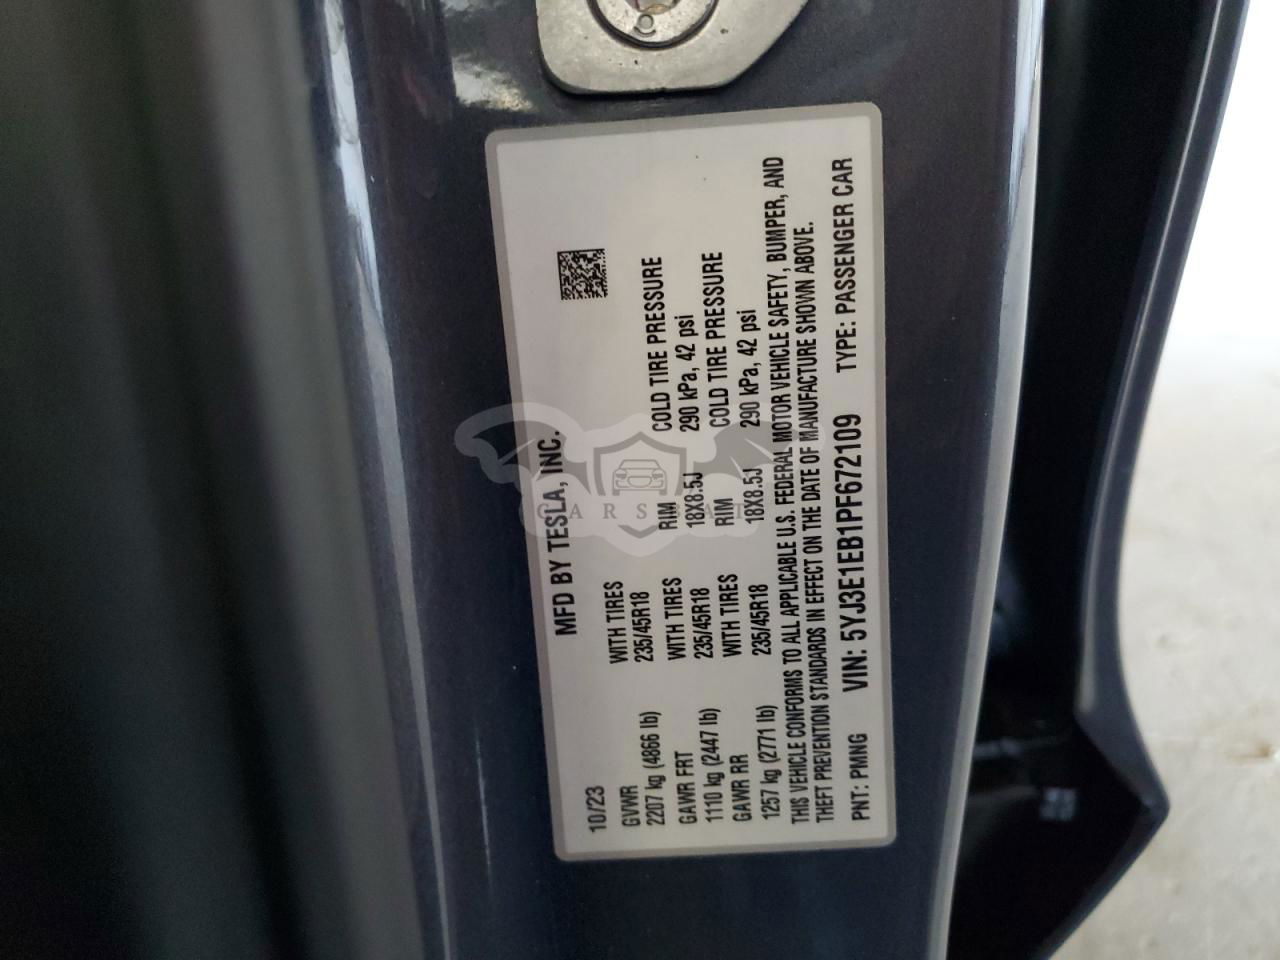 10/23 MFD BY TESLA, INC.
GVWR WITH TIRES RIM COLD TIRE PRESSURE
2207 kg (4866 lb) 235/45R18 18X8.5J 290 kPa, 42 psi
GAWR FRT WITH TIRES RIM COLD TIRE PRESSURE
1110 kg (2447 lb) 235/45R18 18X8.5J 290 kPa, 42 psi
GAWR RR WITH TIRES
1257 kg (2771 lb) 235/45R18
THIS VEHICLE CONFORMS TO ALL APPLICABLE U.S. FEDERAL MOTOR VEHICLE SAFETY, BUMPER, AND
THEFT PREVENTION STANDARDS IN EFFECT ON THE DATE OF MANUFACTURE SHOWN ABOVE.
PNT: PMNG VIN: 5YJ3E1EB1PF672109 TYPE: PASSENGER CAR
CARSBAT